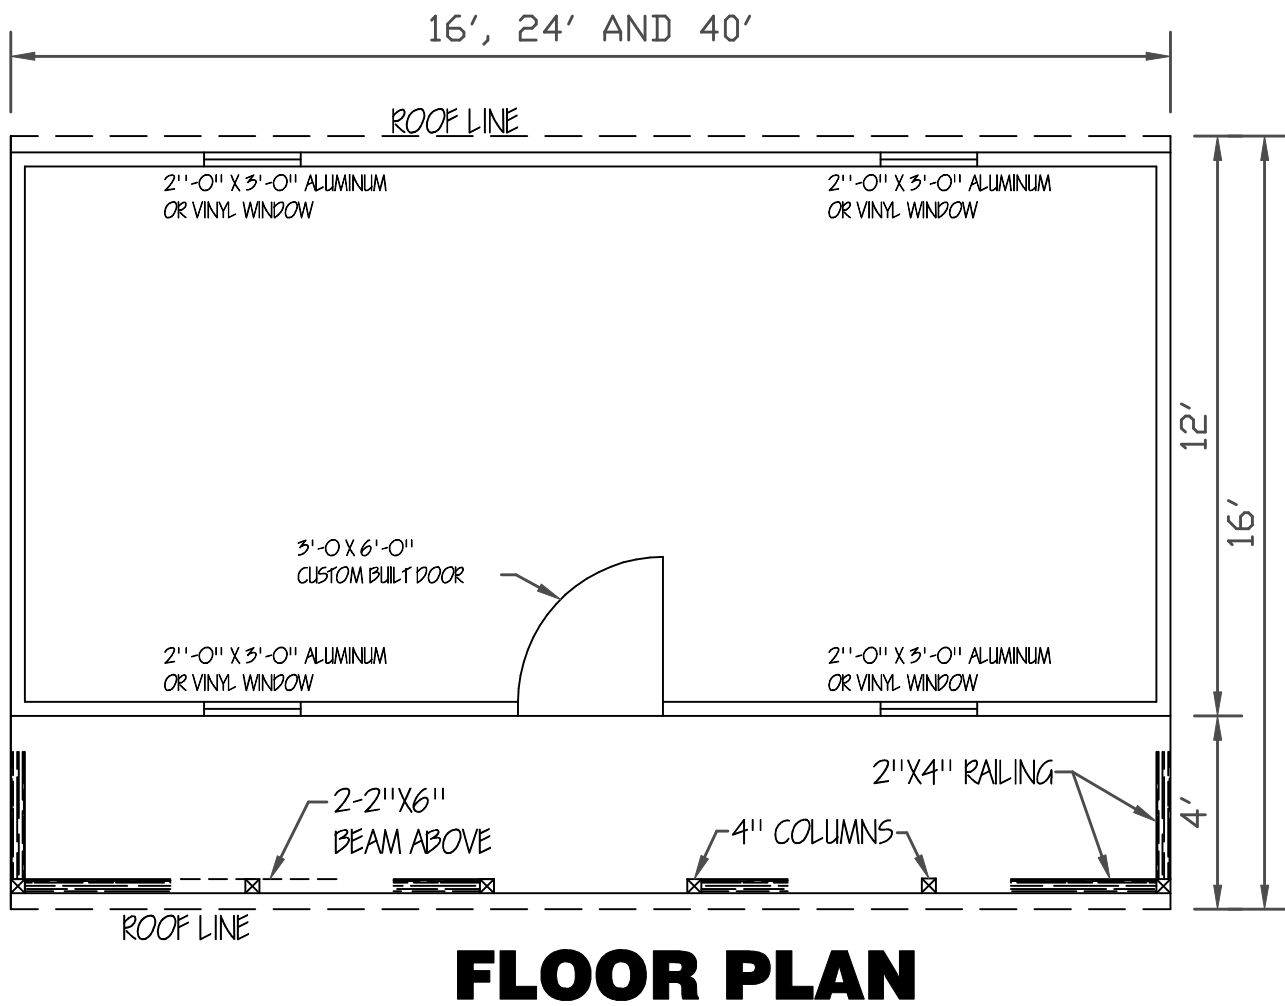 16', 24' AND 40'
ROOF LINE
2''-0'' X 3'-0'' ALUMINUM
OR VINYL WINDOW
2''-0'' X 3'-0'' ALUMINUM
OR VINYL WINDOW
12'
16'
3'-0 X 6'-0''
CUSTOM BUILT DOOR
2''-0'' X 3'-0'' ALUMINUM
OR VINYL WINDOW
2''-0'' X 3'-0'' ALUMINUM
OR VINYL WINDOW
2''X4'' RAILING
4'
2-2''X6''
BEAM ABOVE
4'' COLUMNS
ROOF LINE
FLOOR PLAN